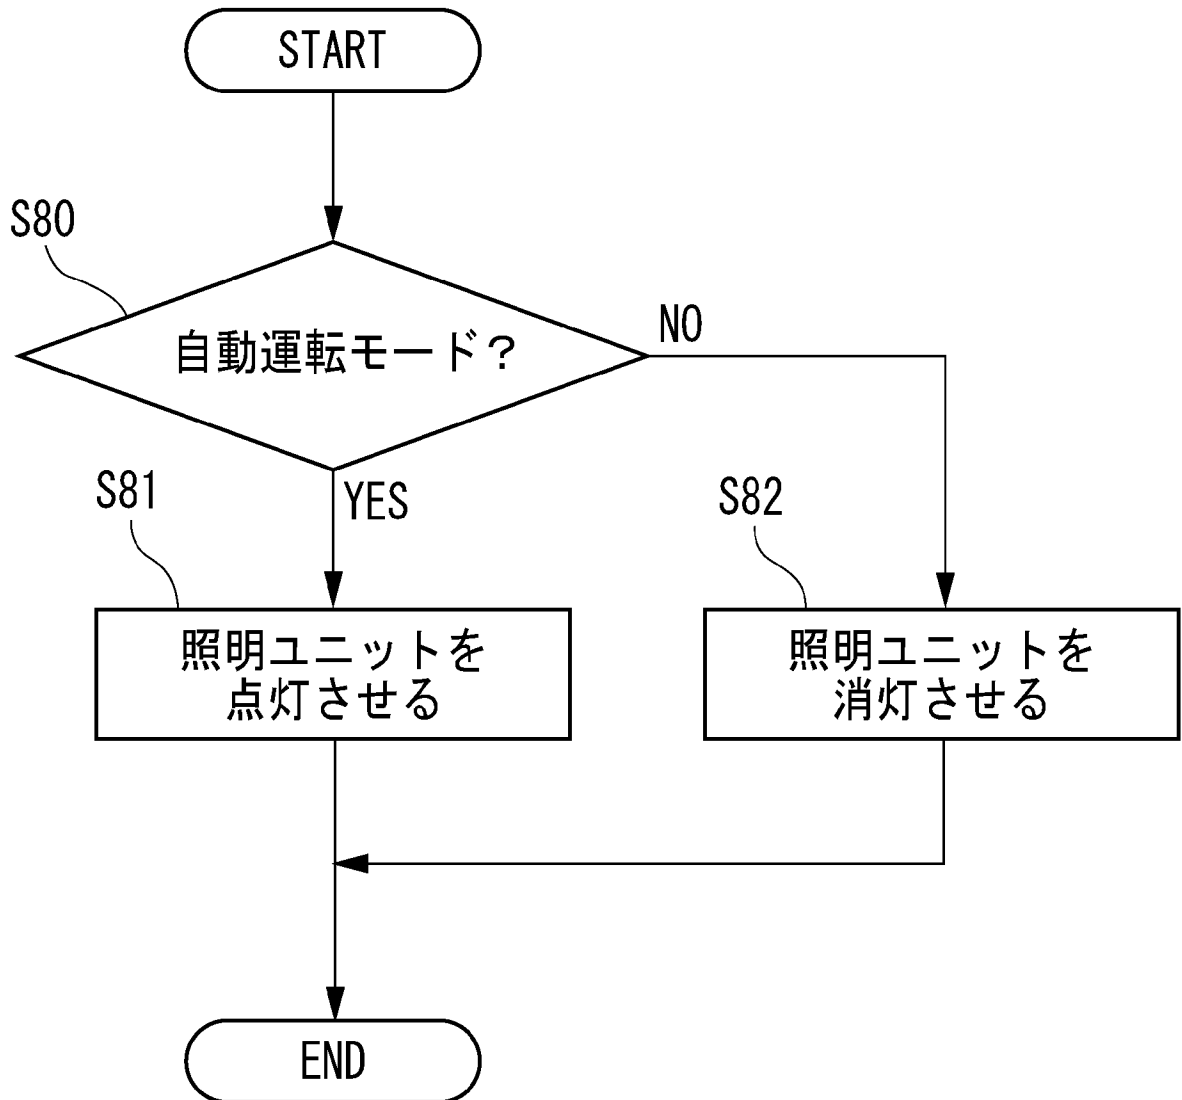 START
S80
自動運転モード？
NO
YES
S81
照明ユニットを
点灯させる
S82
照明ユニットを
消灯させる
END